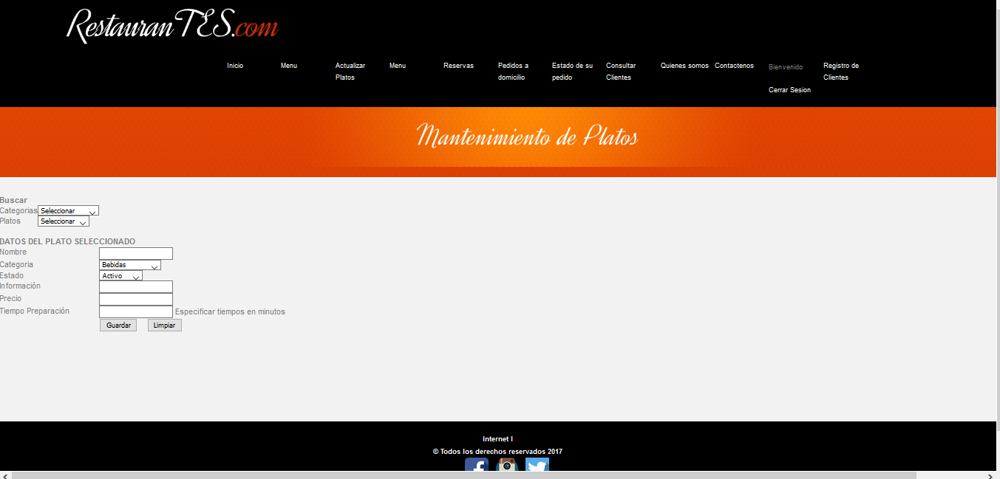 RestauranTES.com
Inicio
Menu
Actualizar
Platos
Menu
Reservas
Pedidos a
domicilio
Estado de su
pedido
Consultar
Clientes
Quienes somos
Contactenos
Bienvenido
Cerrar Sesion
Registro de
Clientes
Mantenimiento de Platos
Buscar
Categorias Seleccionar
Platos Seleccionar
DATOS DEL PLATO SELECCIONADO
Nombre
Categoria Bebidas
Estado Activo
Información
Precio
Tiempo Preparación Especificar tiempos en minutos
Guardar Limpiar
Internet I
© Todos los derechos reservados 2017